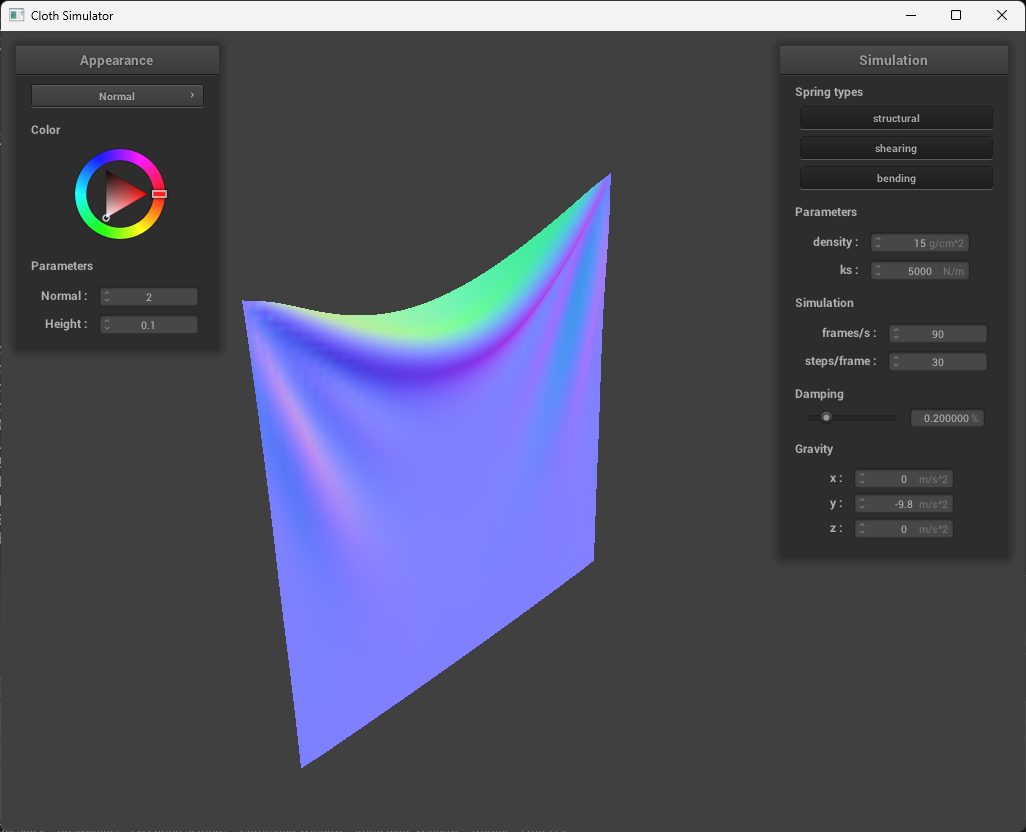 Cloth Simulator
Appearance
Normal
Color
Parameters
Normal : 2
Height : 0.1
Simulation
Spring types
structural
shearing
bending
Parameters
density : 15 g/cm^2
ks : 5000 N/m
Simulation
frames/s : 90
steps/frame : 30
Damping
0.200000 %
Gravity
x : 0 m/s^2
y : -9.8 m/s^2
z : 0 m/s^2